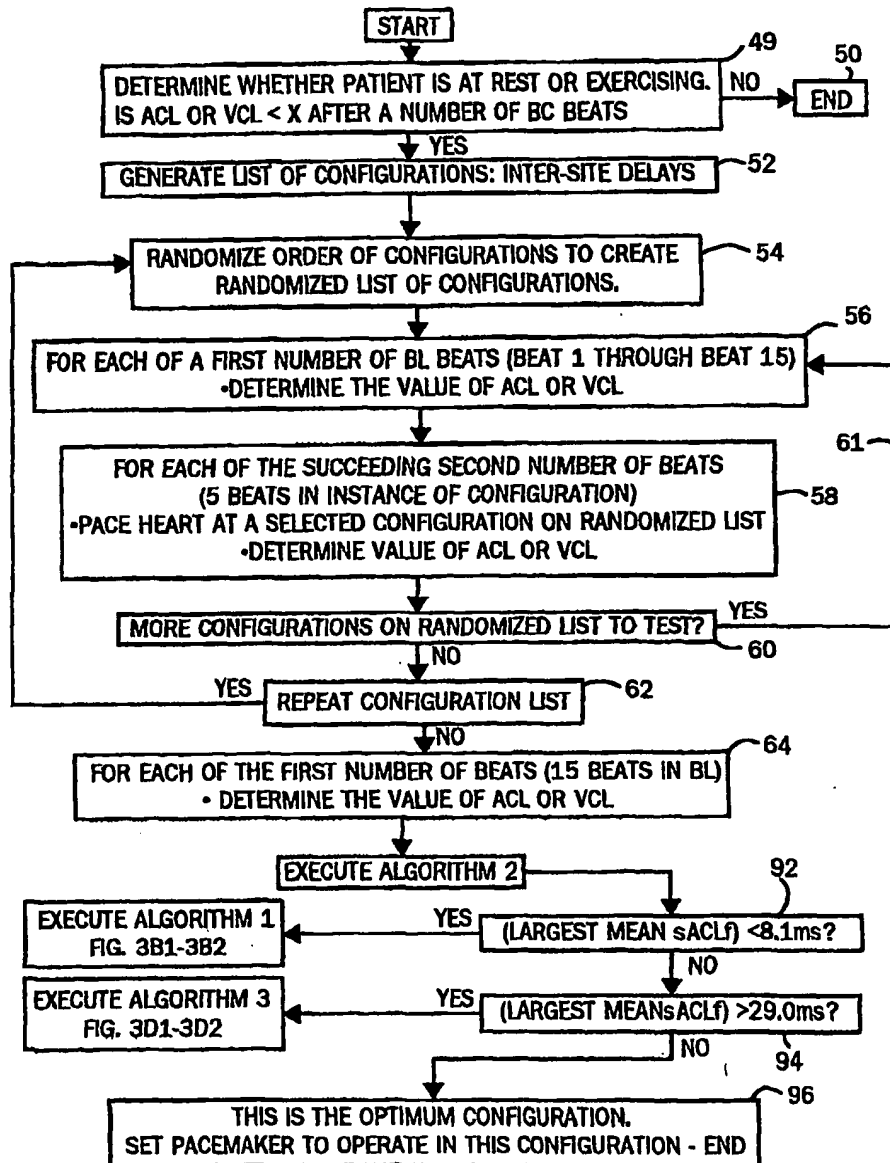 START
49
DETERMINE WHETHER PATIENT IS AT REST OR EXERCISING.
IS ACL OR VCL < X AFTER A NUMBER OF BC BEATS
NO
50
END
YES
GENERATE LIST OF CONFIGURATIONS: INTER-SITE DELAYS
52
RANDOMIZE ORDER OF CONFIGURATIONS TO CREATE
RANDOMIZED LIST OF CONFIGURATIONS.
54
56
FOR EACH OF A FIRST NUMBER OF BL BEATS (BEAT 1 THROUGH BEAT 15)
•DETERMINE THE VALUE OF ACL OR VCL
61
FOR EACH OF THE SUCCEEDING SECOND NUMBER OF BEATS
(5 BEATS IN INSTANCE OF CONFIGURATION)
•PACE HEART AT A SELECTED CONFIGURATION ON RANDOMIZED LIST
•DETERMINE VALUE OF ACL OR VCL
58
MORE CONFIGURATIONS ON RANDOMIZED LIST TO TEST?
YES
60
NO
YES
REPEAT CONFIGURATION LIST
62
NO
64
FOR EACH OF THE FIRST NUMBER OF BEATS (15 BEATS IN BL)
• DETERMINE THE VALUE OF ACL OR VCL
EXECUTE ALGORITHM 2
92
EXECUTE ALGORITHM 1
FIG. 3B1-3B2
YES
(LARGEST MEAN sACLf) <8.1ms?
NO
EXECUTE ALGORITHM 3
FIG. 3D1-3D2
YES
(LARGEST MEANsACLf) >29.0ms?
94
NO
96
THIS IS THE OPTIMUM CONFIGURATION.
SET PACEMAKER TO OPERATE IN THIS CONFIGURATION - END